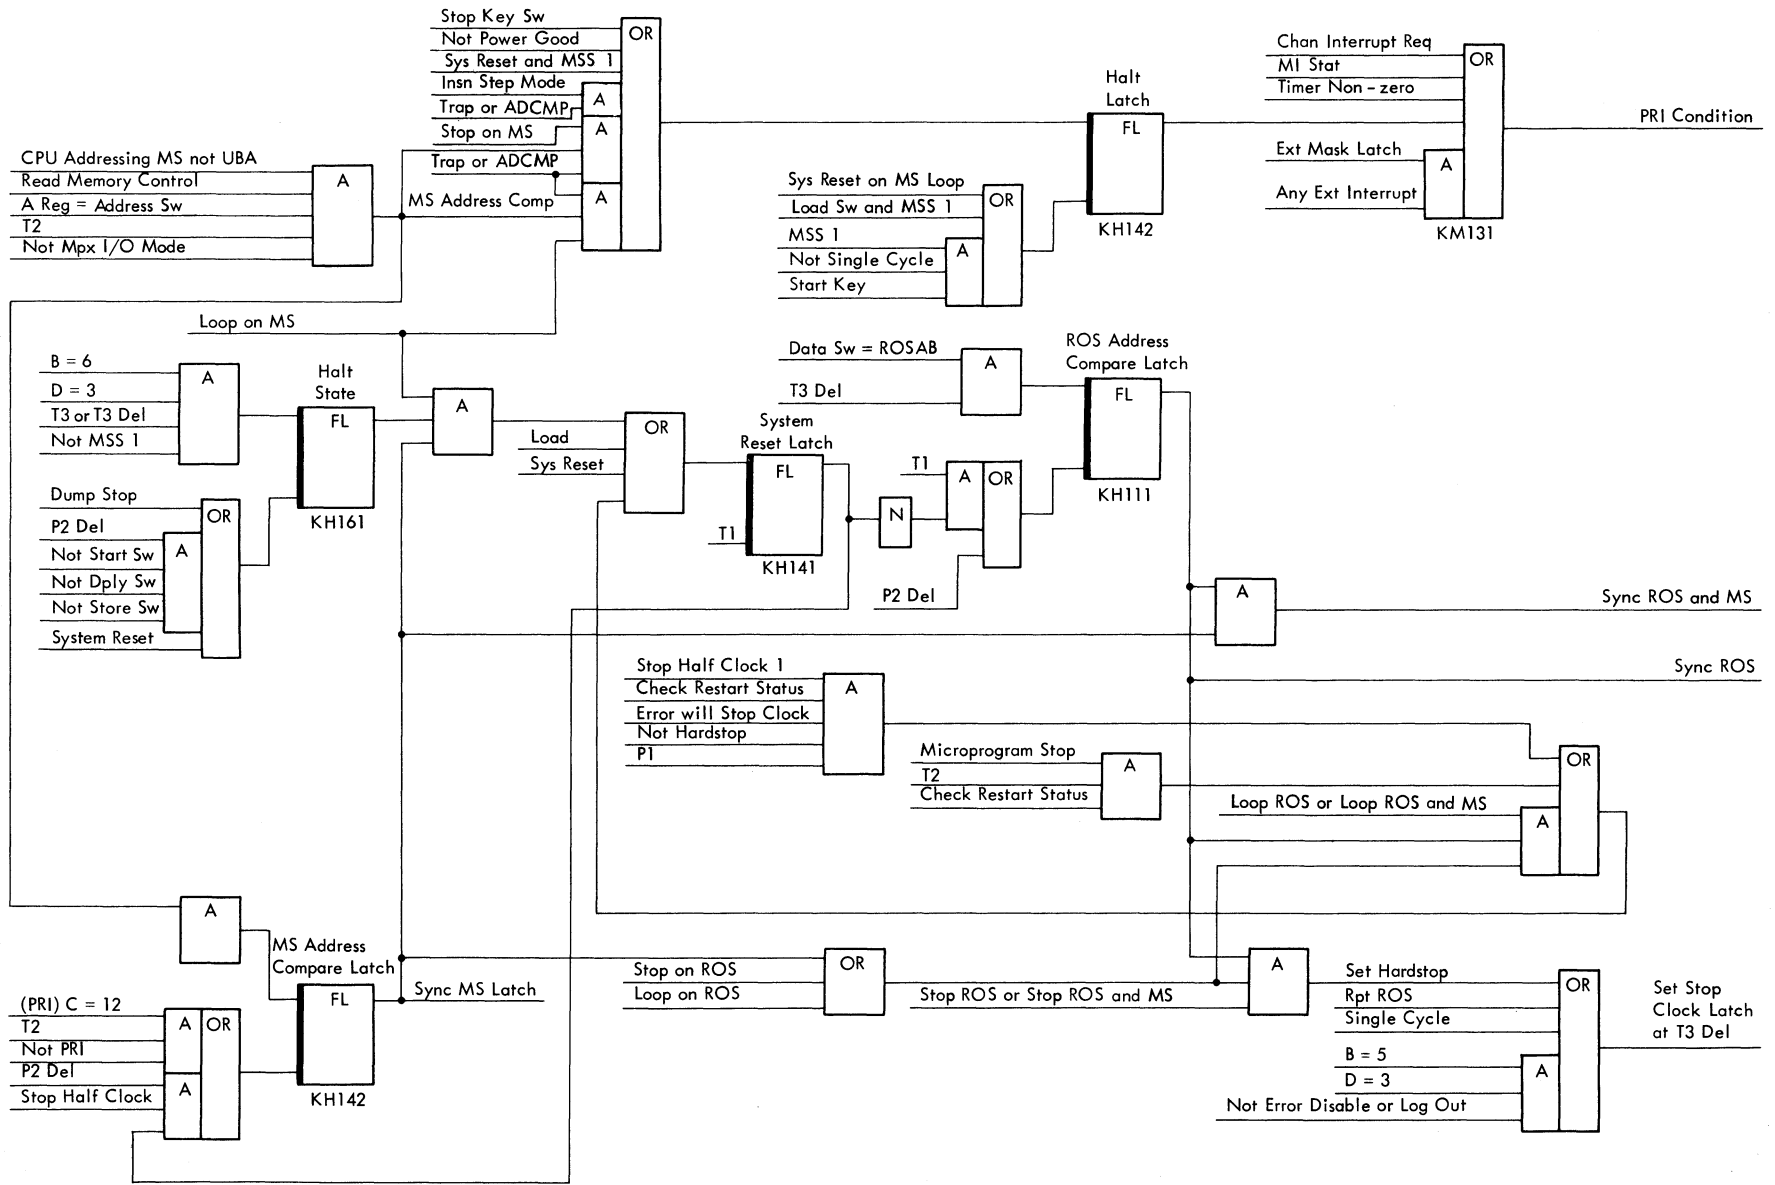 Stop Key Sw
Not Power Good
Sys Reset and MSS 1
Insn Step Mode
Trap or ADCMP
Stop on MS
Trap or ADCMP
MS Address Comp
OR
A
A
A
CPU Addressing MS not UBA
Read Memory Control
A Reg = Address Sw
T2
Not Mpx I/O Mode
A
Loop on MS
Halt
Latch
FL
KH142
Sys Reset on MS Loop
Load Sw and MSS 1
MSS 1
Not Single Cycle
Start Key
A
OR
Chan Interrupt Req
MI Stat
Timer Non-zero
Ext Mask Latch
Any Ext Interrupt
A
OR
KM131
PRI Condition
B = 6
D = 3
T3 or T3 Del
Not MSS 1
A
Halt
State
FL
KH161
A
Dump Stop
P2 Del
Not Start Sw
Not Dply Sw
Not Store Sw
System Reset
A
OR
Load
Sys Reset
OR
System
Reset Latch
FL
T1
KH141
N
Data Sw = ROSAB
T3 Del
A
ROS Address
Compare Latch
FL
KH111
T1
A
OR
P2 Del
A
Sync ROS and MS
Sync ROS
Stop Half Clock 1
Check Restart Status
Error will Stop Clock
Not Hardstop
P1
A
Microprogram Stop
T2
Check Restart Status
A
Loop ROS or Loop ROS and MS
A
OR
A
MS Address
Compare Latch
FL
KH142
Sync MS Latch
(PRI) C = 12
T2
Not PRI
P2 Del
Stop Half Clock
A
A
OR
Stop on ROS
Loop on ROS
OR
Stop ROS or Stop ROS and MS
A
Set Hardstop
Rpt ROS
Single Cycle
B = 5
D = 3
Not Error Disable or Log Out
A
OR
Set Stop
Clock Latch
at T3 Del